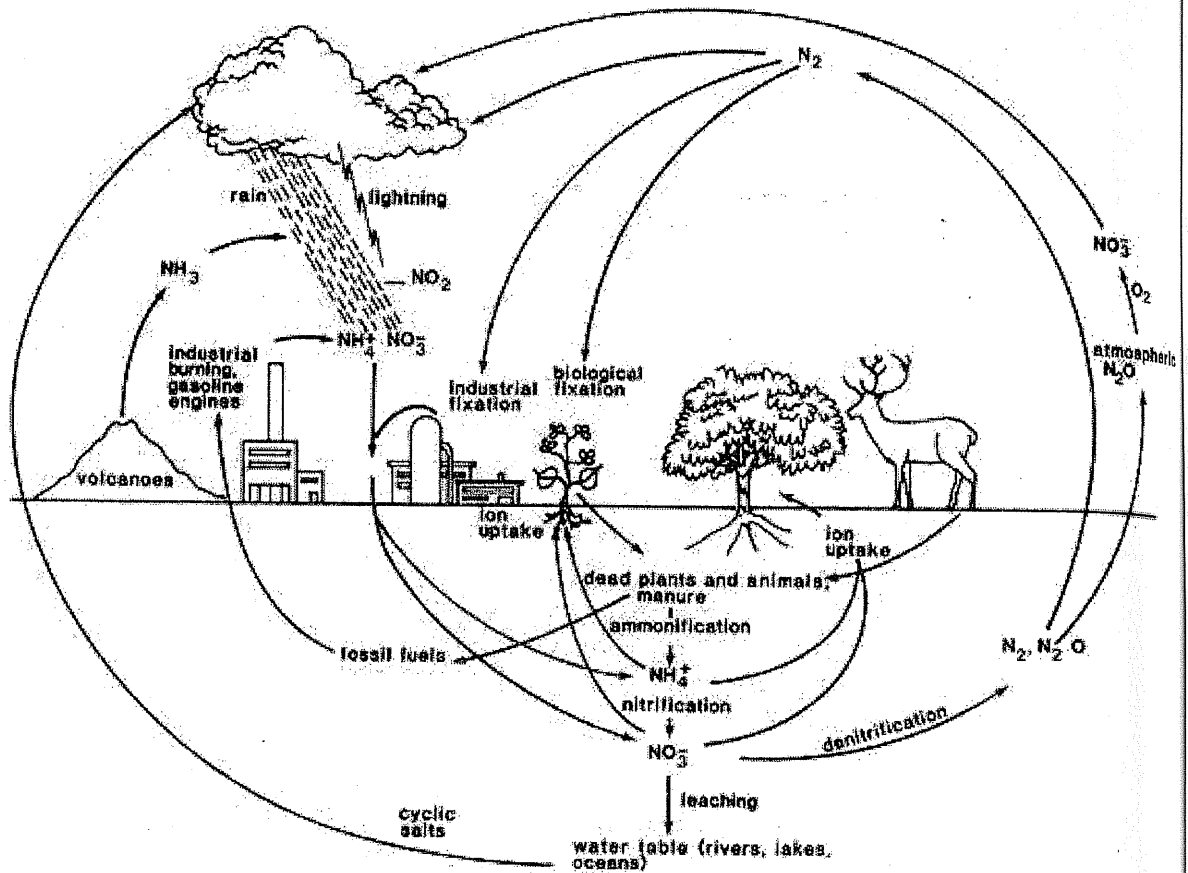 N₂
rain
lightning
NH₃
NO₂
NO₃⁻
O₂
atmospheric
N₂O
NH₄⁺ NO₃⁻
industrial
burning,
gasoline
engines
industrial
fixation
biological
fixation
volcanoes
ion
uptake
ion
uptake
dead plants and animals,
manure
ammonification
fossil fuels
NH₄⁺
N₂, N₂ O
nitrification
denitrification
NO₃⁻
leaching
cyclic
salts
water table (rivers, lakes,
oceans)